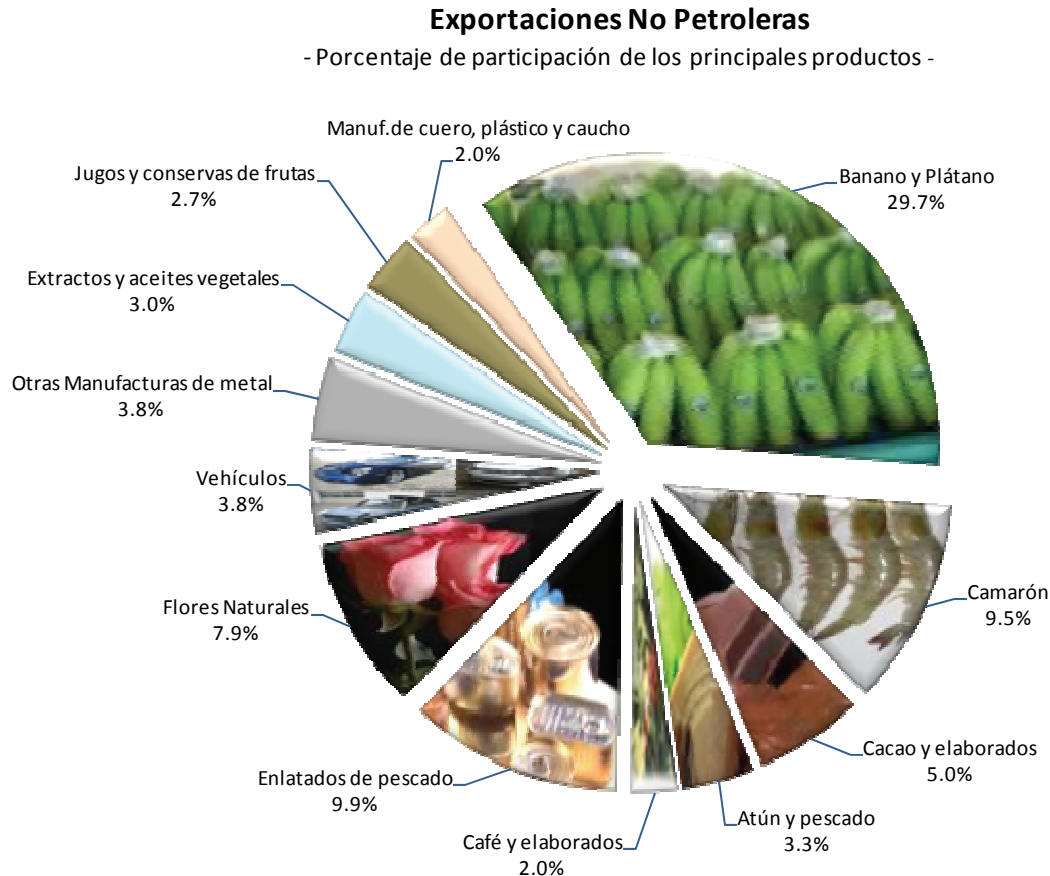 Exportaciones No Petroleras
- Porcentaje de participación de los principales productos -
Manuf.de cuero, plástico y caucho
2.0%
Jugos y conservas de frutas
2.7%
Banano y Plátano
29.7%
Extractos y aceites vegetales
3.0%
Otras Manufacturas de metal
3.8%
Vehículos
3.8%
Camarón
9.5%
Flores Naturales
7.9%
Cacao y elaborados
5.0%
Enlatados de pescado
9.9%
Atún y pescado
3.3%
Café y elaborados
2.0%